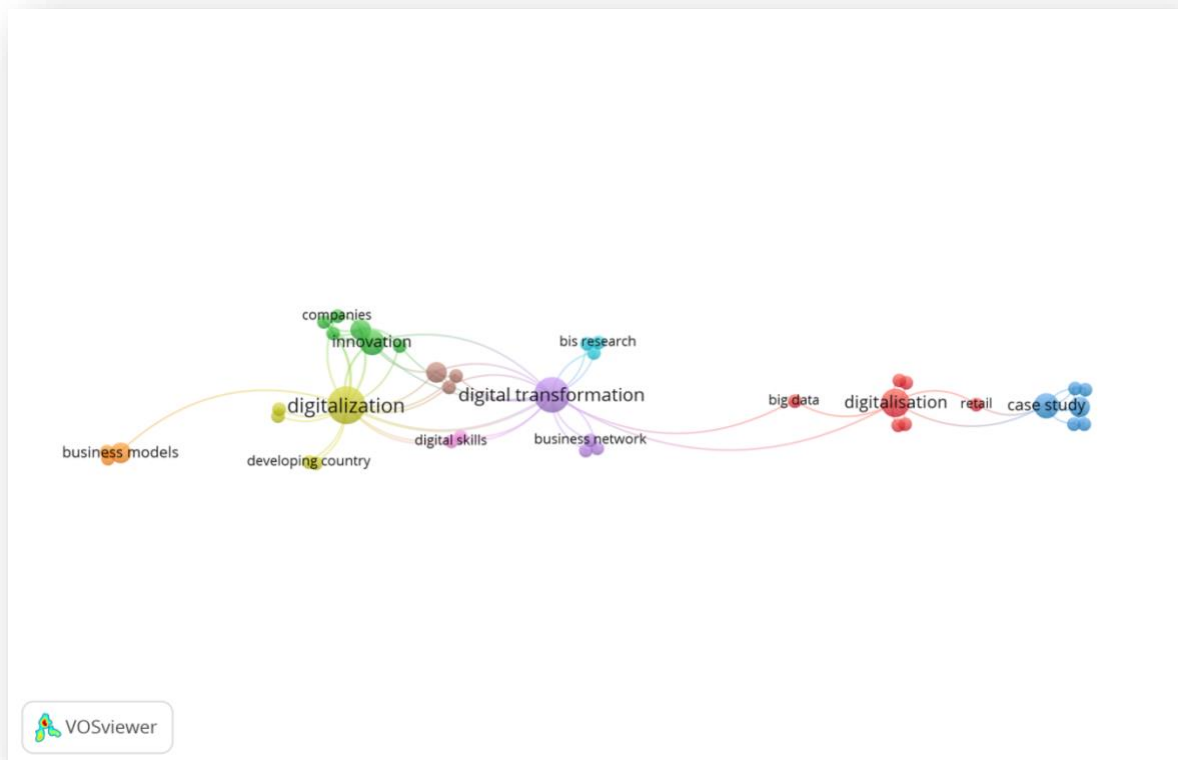 companies
innovation
bis research
digital transformation
digitalization
big data
digitalisation
retail
case study
digital skills
business network
business models
developing country
VOSviewer